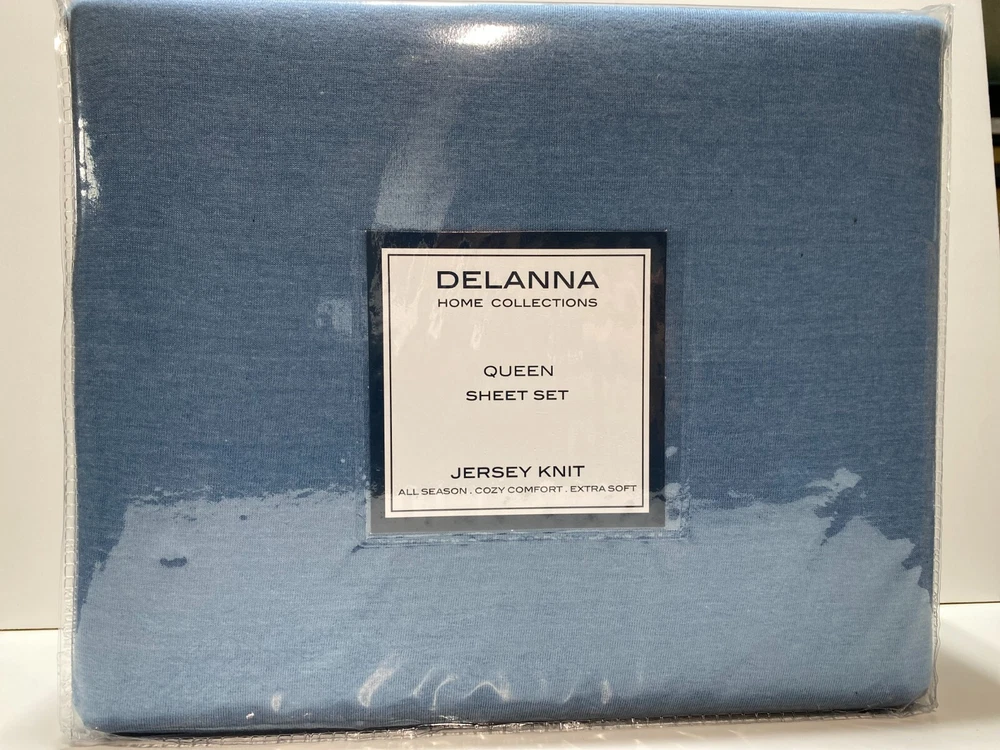 DELANNA
HOME COLLECTIONS
QUEEN
SHEET SET
JERSEY KNIT
ALL SEASON . COZY COMFORT . EXTRA SOFT